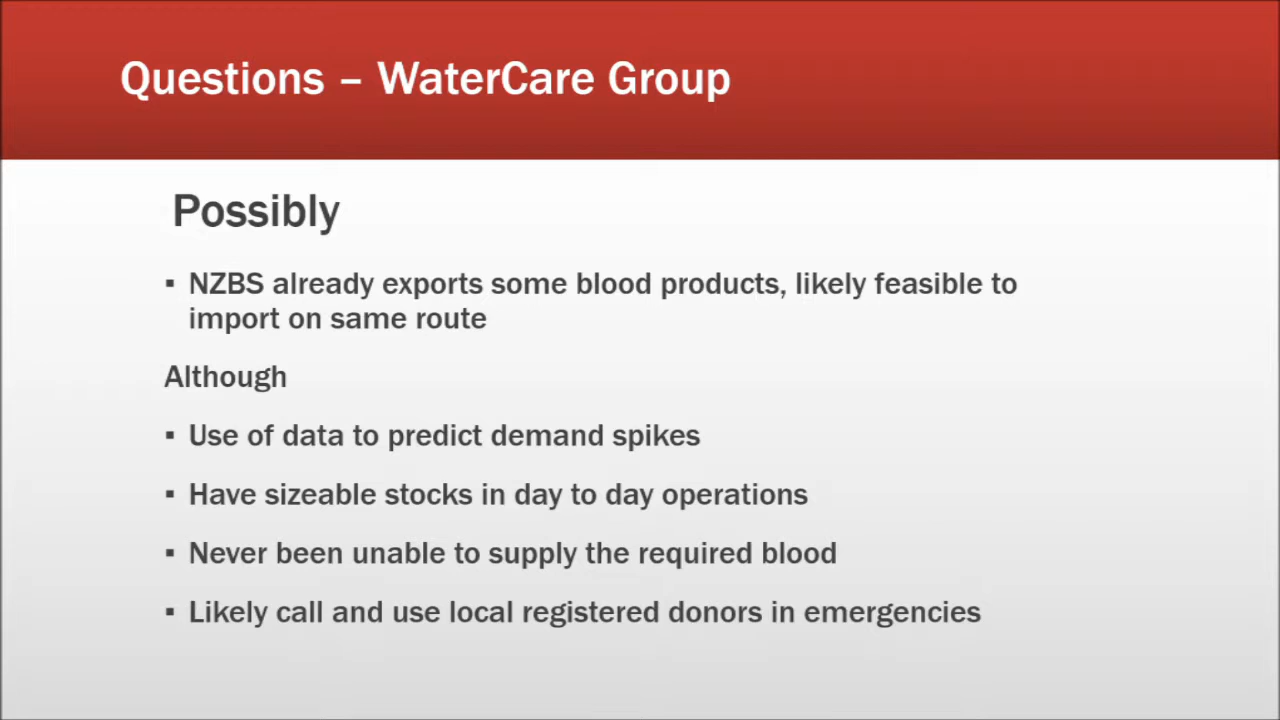 Questions – WaterCare Group
Possibly
▪ NZBS already exports some blood products, likely feasible to
import on same route
Although
▪ Use of data to predict demand spikes
▪ Have sizeable stocks in day to day operations
▪ Never been unable to supply the required blood
▪ Likely call and use local registered donors in emergencies